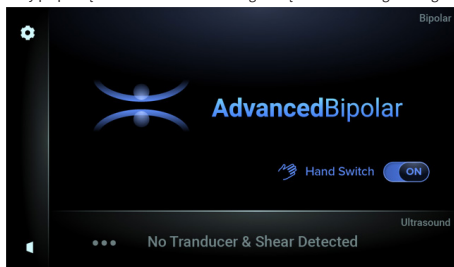 Bipolar
AdvancedBipolar
Hand Switch ON
Ultrasound
No Tranducer & Shear Detected